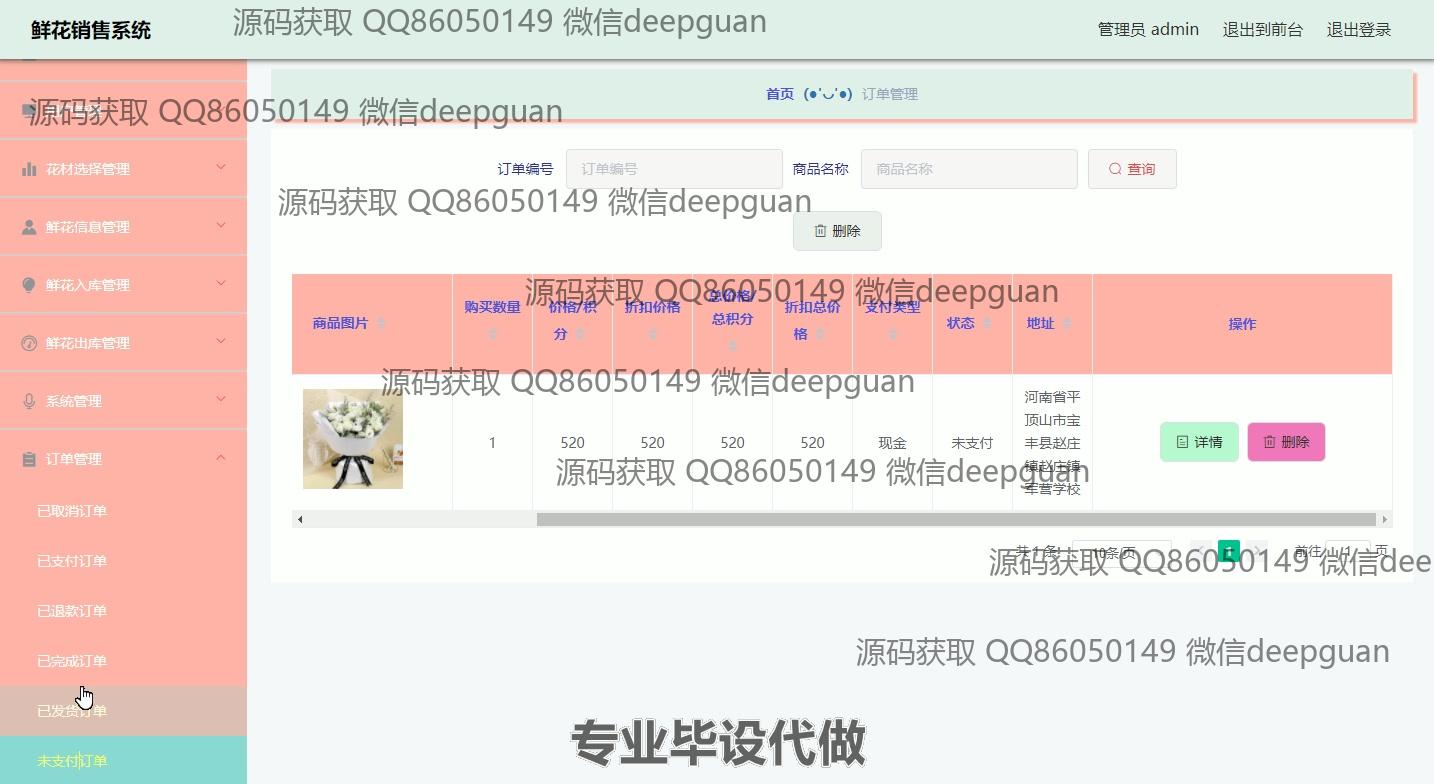 鲜花销售系统
源码获取 QQ86050149 微信deepguan
管理员 admin
退出到前台
退出登录
首页 (●'◡'●) 订单管理
源码获取 QQ86050149 微信deepguan
花材选择管理
鲜花信息管理
鲜花入库管理
鲜花出库管理
系统管理
订单管理
已取消订单
已支付订单
已退款订单
已完成订单
已发货订单
未支付订单
订单编号 订单编号 商品名称 商品名称 查询
源码获取 QQ86050149 微信deepguan
删除
源码获取 QQ86050149 微信deepguan
商品图片
购买数量
价格/积
分
折扣价格
总价格/
总积分
折扣总价
格
支付类型
状态
地址
操作
源码获取 QQ86050149 微信deepguan
1
520
520
520
520
现金
未支付
河南省平
顶山市宝
丰县赵庄
镇赵庄镇
军营学校
详情
删除
源码获取 QQ86050149 微信deepguan
共 1 条
10条/页
1
前往 1 页
源码获取 QQ86050149 微信dee
源码获取 QQ86050149 微信deepguan
专业毕设代做